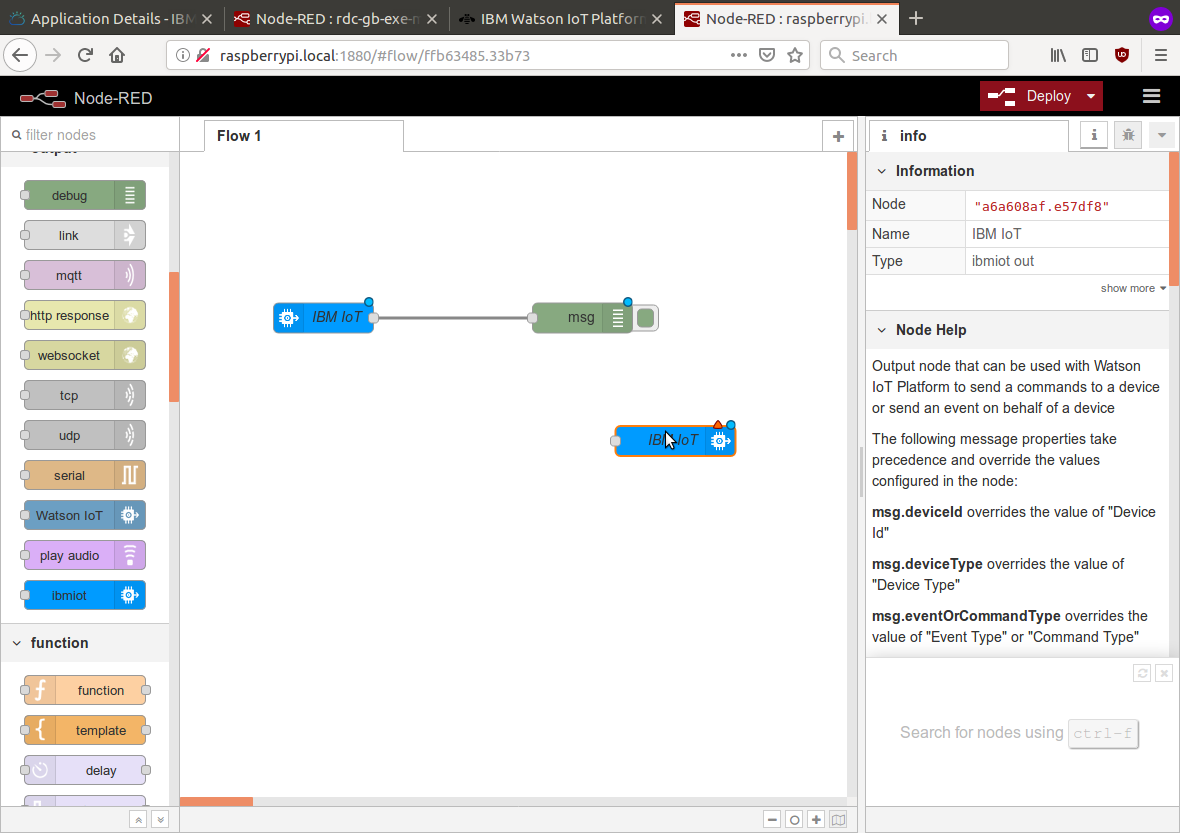 Application Details - IBM
Node-RED : rdc-gb-exe-n
IBM Watson IoT Platform
Node-RED : raspberrypi.
raspberrypi.local:1880/#flow/ffb63485.33b73
Search
Node-RED
Deploy
filter nodes
output
debug
link
mqtt
http response
websocket
tcp
udp
serial
Watson IoT
play audio
ibmiot
function
function
template
delay
Flow 1
IBM IoT
msg
IBM IoT
info
Information
Node
"a6a608af.e57df8"
Name
IBM IoT
Type
ibmiot out
show more
Node Help
Output node that can be used with Watson
IoT Platform to send a commands to a device
or send an event on behalf of a device
The following message properties take
precedence and override the values
configured in the node:
msg.deviceId overrides the value of "Device
Id"
msg.deviceType overrides the value of
"Device Type"
msg.eventOrCommandType overrides the
value of "Event Type" or "Command Type"
Search for nodes using ctrl-f